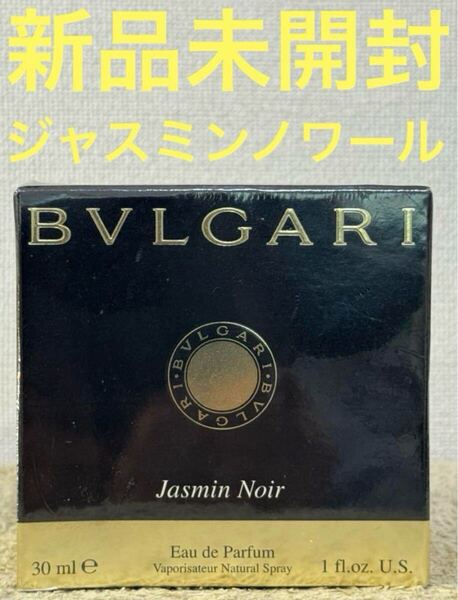 新品未開封
ジャスミンノワール
BVLGARI
BVLGARI • BVLGARI •
Jasmin Noir
Eau de Parfum
30 ml ℮ Vaporisateur Natural Spray 1 fl.oz. U.S.